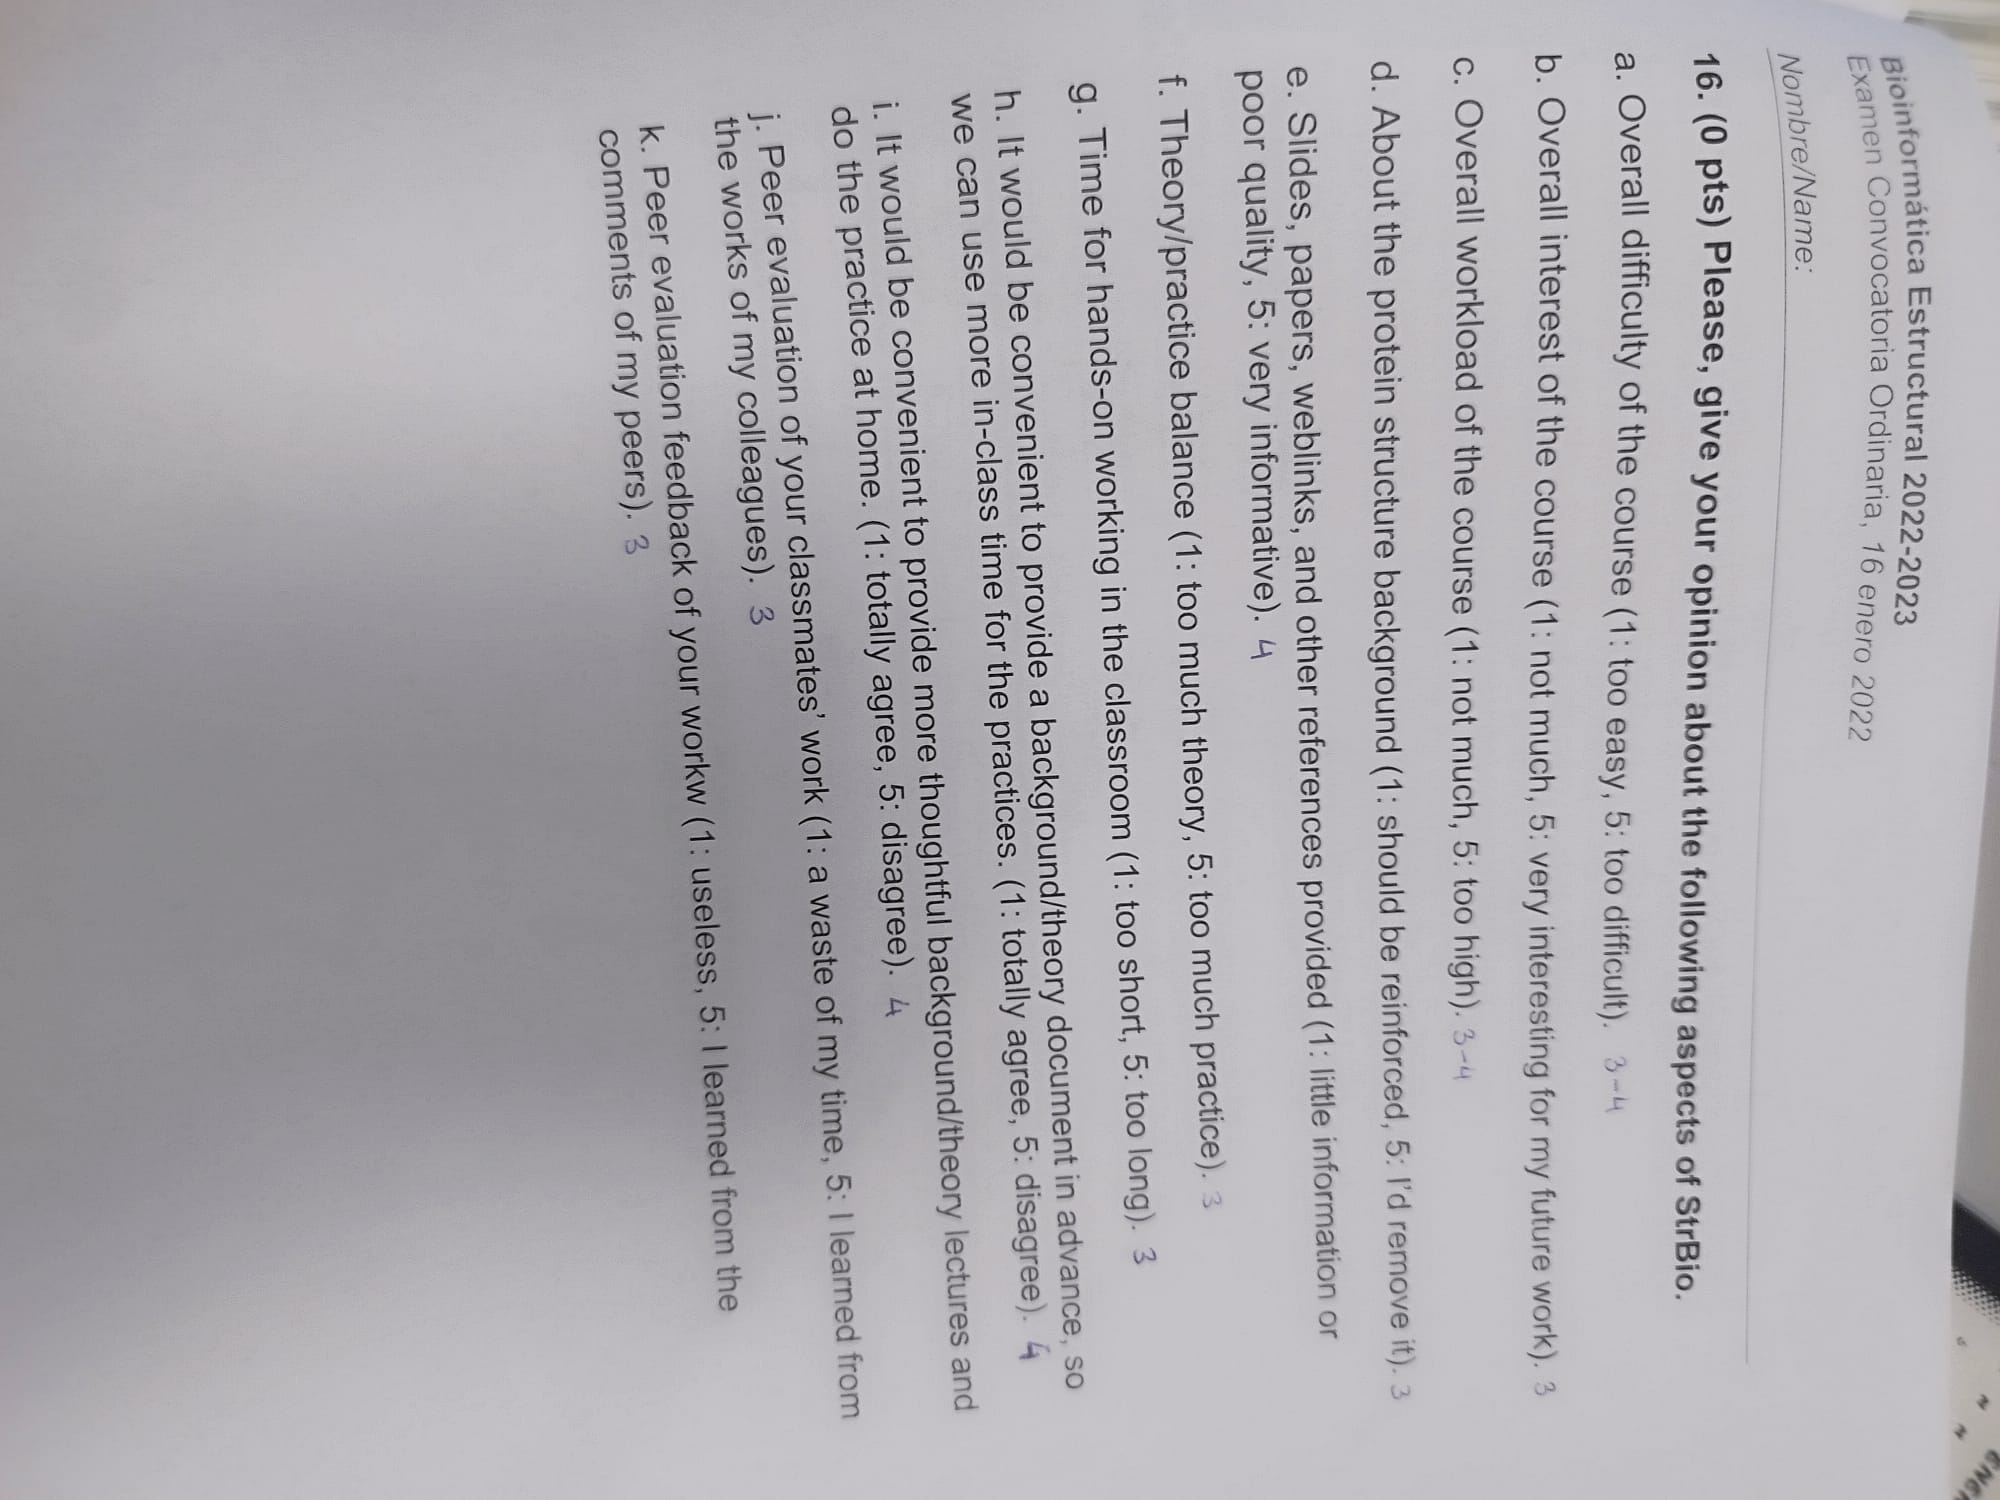 Bioinformática Estructural 2022-2023
Examen Convocatoria Ordinaria, 16 enero 2022
Nombre/Name:
16. (0 pts) Please, give your opinion about the following aspects of StrBio.
a. Overall difficulty of the course (1: too easy, 5: too difficult). 3-4
b. Overall interest of the course (1: not much, 5: very interesting for my future work). 3
c. Overall workload of the course (1: not much, 5: too high). 3-4
d. About the protein structure background (1: should be reinforced, 5: I'd remove it). 3
e. Slides, papers, weblinks, and other references provided (1: little information or
poor quality, 5: very informative). 4
f. Theory/practice balance (1: too much theory, 5: too much practice). 3
g. Time for hands-on working in the classroom (1: too short, 5: too long). 3
h. It would be convenient to provide a background/theory document in advance, so
we can use more in-class time for the practices. (1: totally agree, 5: disagree). 4
i. It would be convenient to provide more thoughtful background/theory lectures and
do the practice at home. (1: totally agree, 5: disagree). 4
j. Peer evaluation of your classmates’ work (1: a waste of my time, 5: I learned from
the works of my colleagues). 3
k. Peer evaluation feedback of your workw (1: useless, 5: I learned from the
comments of my peers). 3